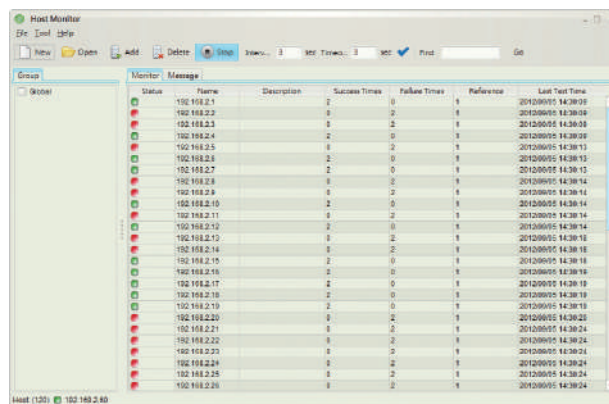 Host Monitor
File Tool Help
New Open Add Delete Stop Interv... 3 sec Timeo... 3 sec Find Go
Group
Global
Monitor Message
Status Name Description Success Times Failure Times Reference Last Test Time
192.168.2.1 2 0 1 2012/09/05 14:30:09
192.168.2.2 0 2 1 2012/09/05 14:30:09
192.168.2.3 0 2 1 2012/09/05 14:30:09
192.168.2.4 2 0 1 2012/09/05 14:30:09
192.168.2.5 0 2 1 2012/09/05 14:30:13
192.168.2.6 2 0 1 2012/09/05 14:30:13
192.168.2.7 2 0 1 2012/09/05 14:30:13
192.168.2.8 0 2 1 2012/09/05 14:30:14
192.168.2.9 0 2 1 2012/09/05 14:30:14
192.168.2.10 2 0 1 2012/09/05 14:30:14
192.168.2.11 0 2 1 2012/09/05 14:30:14
192.168.2.12 2 0 1 2012/09/05 14:30:14
192.168.2.13 0 2 1 2012/09/05 14:30:18
192.168.2.14 0 2 1 2012/09/05 14:30:18
192.168.2.15 2 0 1 2012/09/05 14:30:18
192.168.2.16 2 0 1 2012/09/05 14:30:19
192.168.2.17 2 0 1 2012/09/05 14:30:19
192.168.2.18 2 0 1 2012/09/05 14:30:19
192.168.2.19 2 0 1 2012/09/05 14:30:19
192.168.2.20 0 2 1 2012/09/05
192.168.2.21 0 2 1 2012/09/05 14:30:24
192.168.2.22 0 2 1 2012/09/05 14:30:24
192.168.2.23 0 2 1 2012/09/05 14:30:24
192.168.2.24 0 2 1 2012/09/05 14:30:24
192.168.2.25 0 2 1 2012/09/05 14:30:24
192.168.2.26 0 2 1 2012/09/05 14:30:24
Host (120) 192.168.2.60